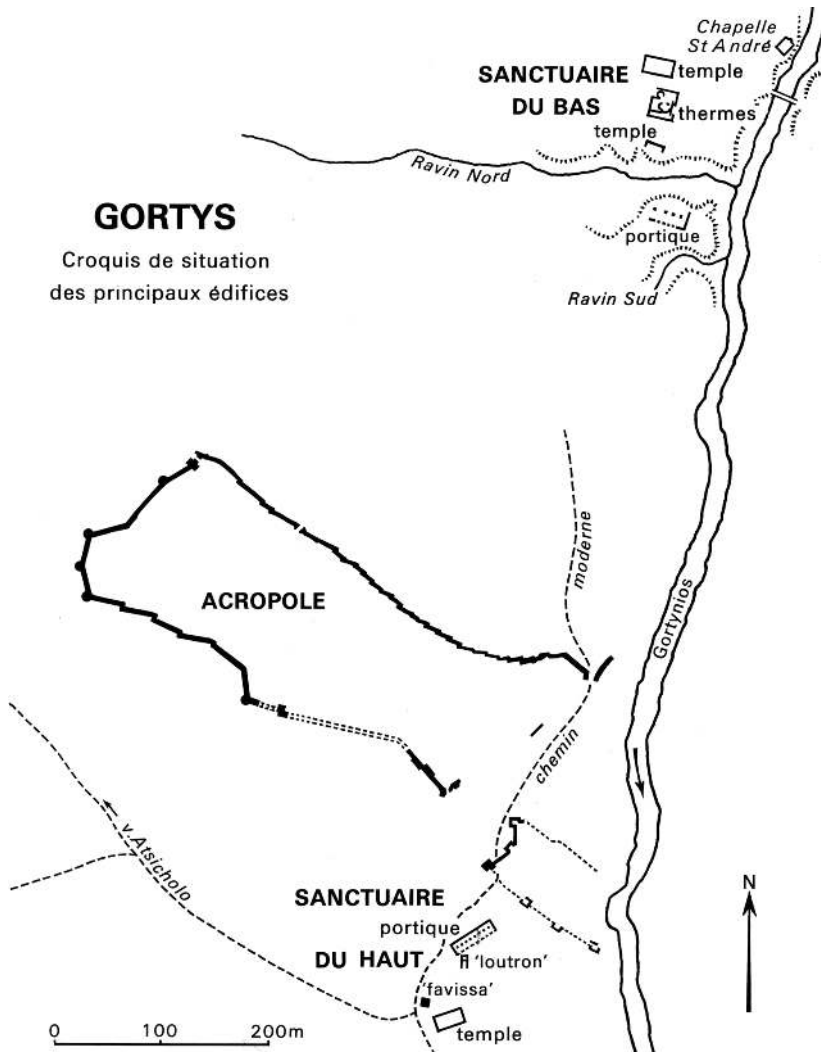 Chapelle
St André
SANCTUAIRE
DU BAS
temple
thermes
temple
Ravin Nord
GORTYS
Croquis de situation
des principaux édifices
portique
Ravin Sud
moderne
ACROPOLE
Gortynios
chemin
v. Atsicholo
SANCTUAIRE
portique
DU HAUT
'loutron'
'favissa'
temple
N
0 100 200m